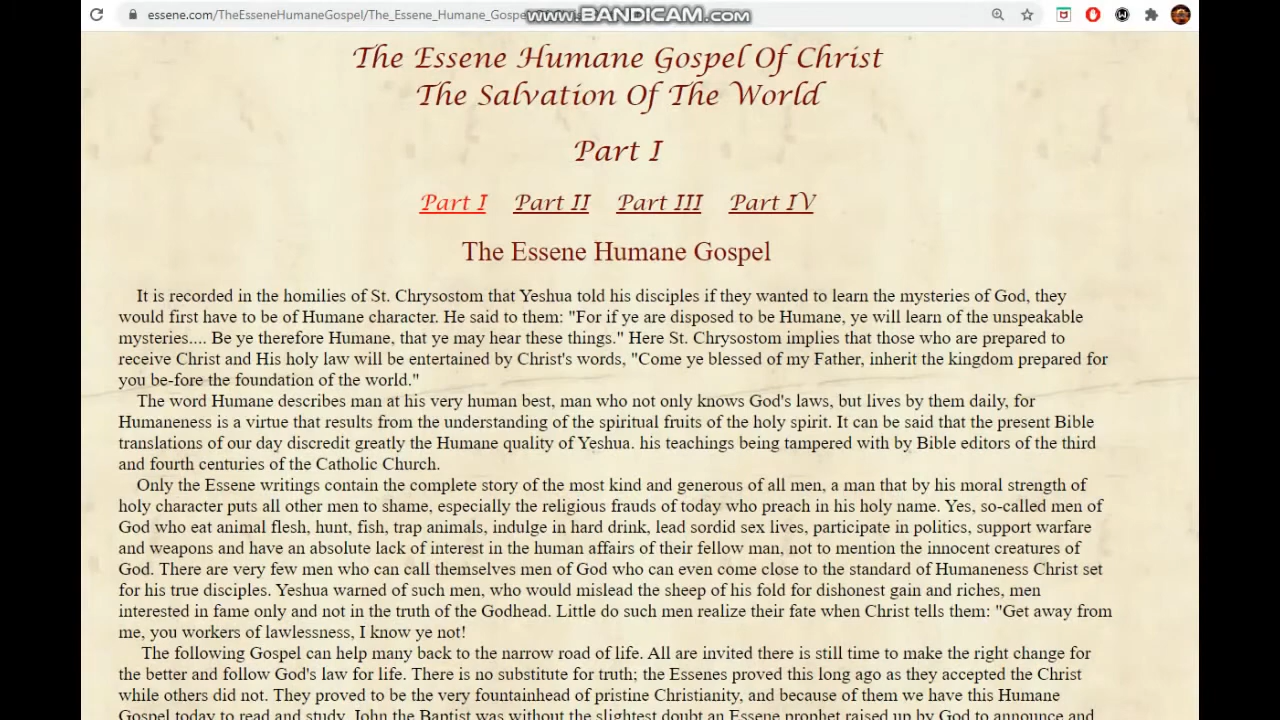 essene.com/TheEsseneHumaneGospel/The_Essene_Humane_Gospe
www.BANDICAM.com
The Essene Humane Gospel Of Christ
The Salvation Of The World
Part I
Part I Part II Part III Part IV
The Essene Humane Gospel
It is recorded in the homilies of St. Chrysostom that Yeshua told his disciples if they wanted to learn the mysteries of God, they
would first have to be of Humane character. He said to them: "For if ye are disposed to be Humane, ye will learn of the unspeakable
mysteries.... Be ye therefore Humane, that ye may hear these things." Here St. Chrysostom implies that those who are prepared to
receive Christ and His holy law will be entertained by Christ's words, "Come ye blessed of my Father, inherit the kingdom prepared for
you be-fore the foundation of the world."
The word Humane describes man at his very human best, man who not only knows God's laws, but lives by them daily, for
Humaneness is a virtue that results from the understanding of the spiritual fruits of the holy spirit. It can be said that the present Bible
translations of our day discredit greatly the Humane quality of Yeshua. his teachings being tampered with by Bible editors of the third
and fourth centuries of the Catholic Church.
Only the Essene writings contain the complete story of the most kind and generous of all men, a man that by his moral strength of
holy character puts all other men to shame, especially the religious frauds of today who preach in his holy name. Yes, so-called men of
God who eat animal flesh, hunt, fish, trap animals, indulge in hard drink, lead sordid sex lives, participate in politics, support warfare
and weapons and have an absolute lack of interest in the human affairs of their fellow man, not to mention the innocent creatures of
God. There are very few men who can call themselves men of God who can even come close to the standard of Humaneness Christ set
for his true disciples. Yeshua warned of such men, who would mislead the sheep of his fold for dishonest gain and riches, men
interested in fame only and not in the truth of the Godhead. Little do such men realize their fate when Christ tells them: "Get away from
me, you workers of lawlessness, I know ye not!
The following Gospel can help many back to the narrow road of life. All are invited there is still time to make the right change for
the better and follow God's law for life. There is no substitute for truth; the Essenes proved this long ago as they accepted the Christ
while others did not. They proved to be the very fountainhead of pristine Christianity, and because of them we have this Humane
Gospel today to read and study. John the Baptist was without the slightest doubt an Essene prophet raised up by God to announce and